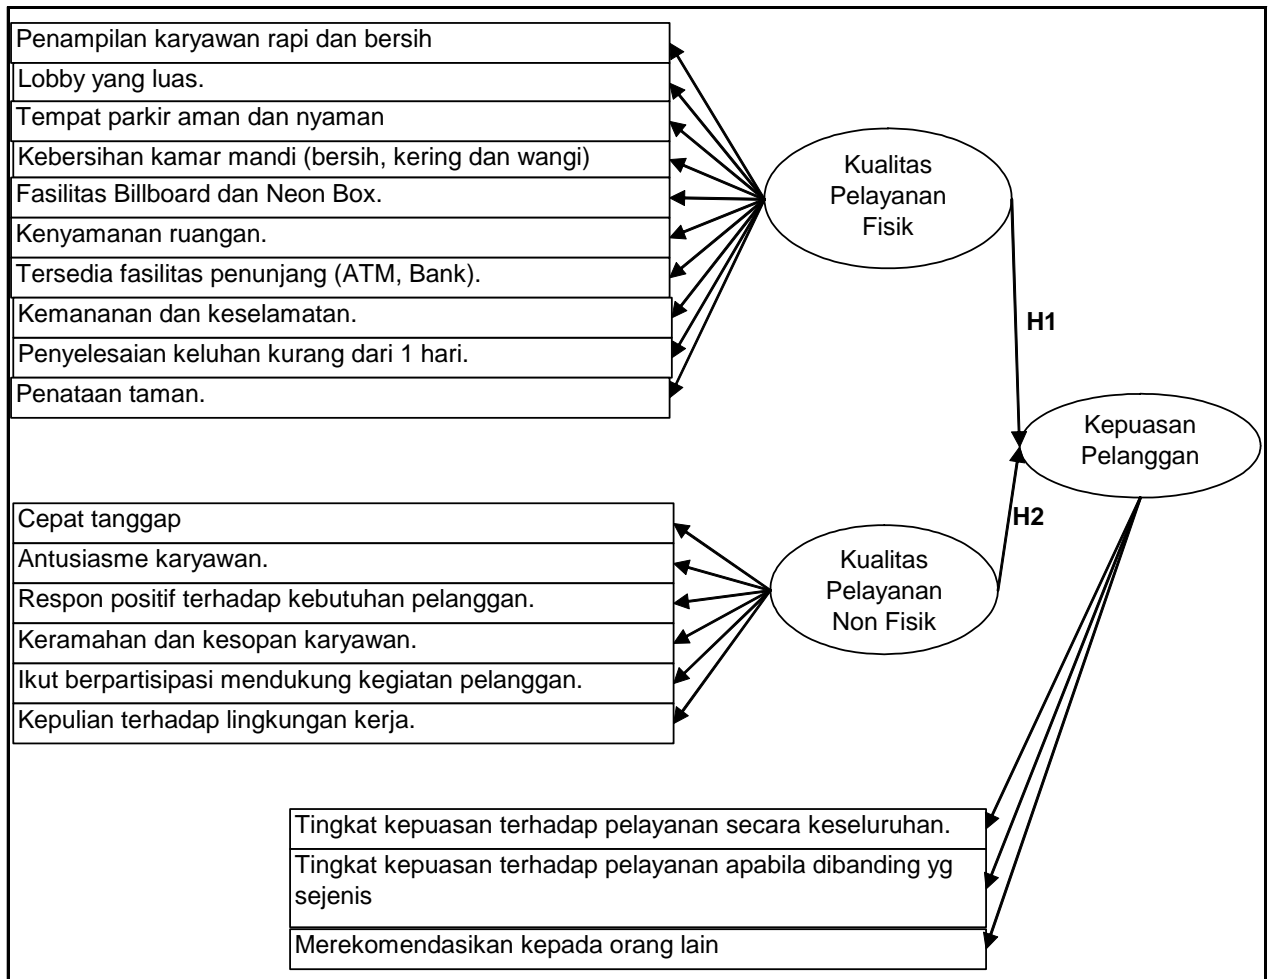 Penampilan karyawan rapi dan bersih
Lobby yang luas.
Tempat parkir aman dan nyaman
Kebersihan kamar mandi (bersih, kering dan wangi)
Fasilitas Billboard dan Neon Box.
Kenyamanan ruangan.
Tersedia fasilitas penunjang (ATM, Bank).
Kemananan dan keselamatan.
Penyelesaian keluhan kurang dari 1 hari.
Penataan taman.
Kualitas
Pelayanan
Fisik
H1
Kepuasan
Pelanggan
H2
Cepat tanggap
Antusiasme karyawan.
Respon positif terhadap kebutuhan pelanggan.
Keramahan dan kesopan karyawan.
Ikut berpartisipasi mendukung kegiatan pelanggan.
Kepulian terhadap lingkungan kerja.
Kualitas
Pelayanan
Non Fisik
Tingkat kepuasan terhadap pelayanan secara keseluruhan.
Tingkat kepuasan terhadap pelayanan apabila dibanding yg
sejenis
Merekomendasikan kepada orang lain